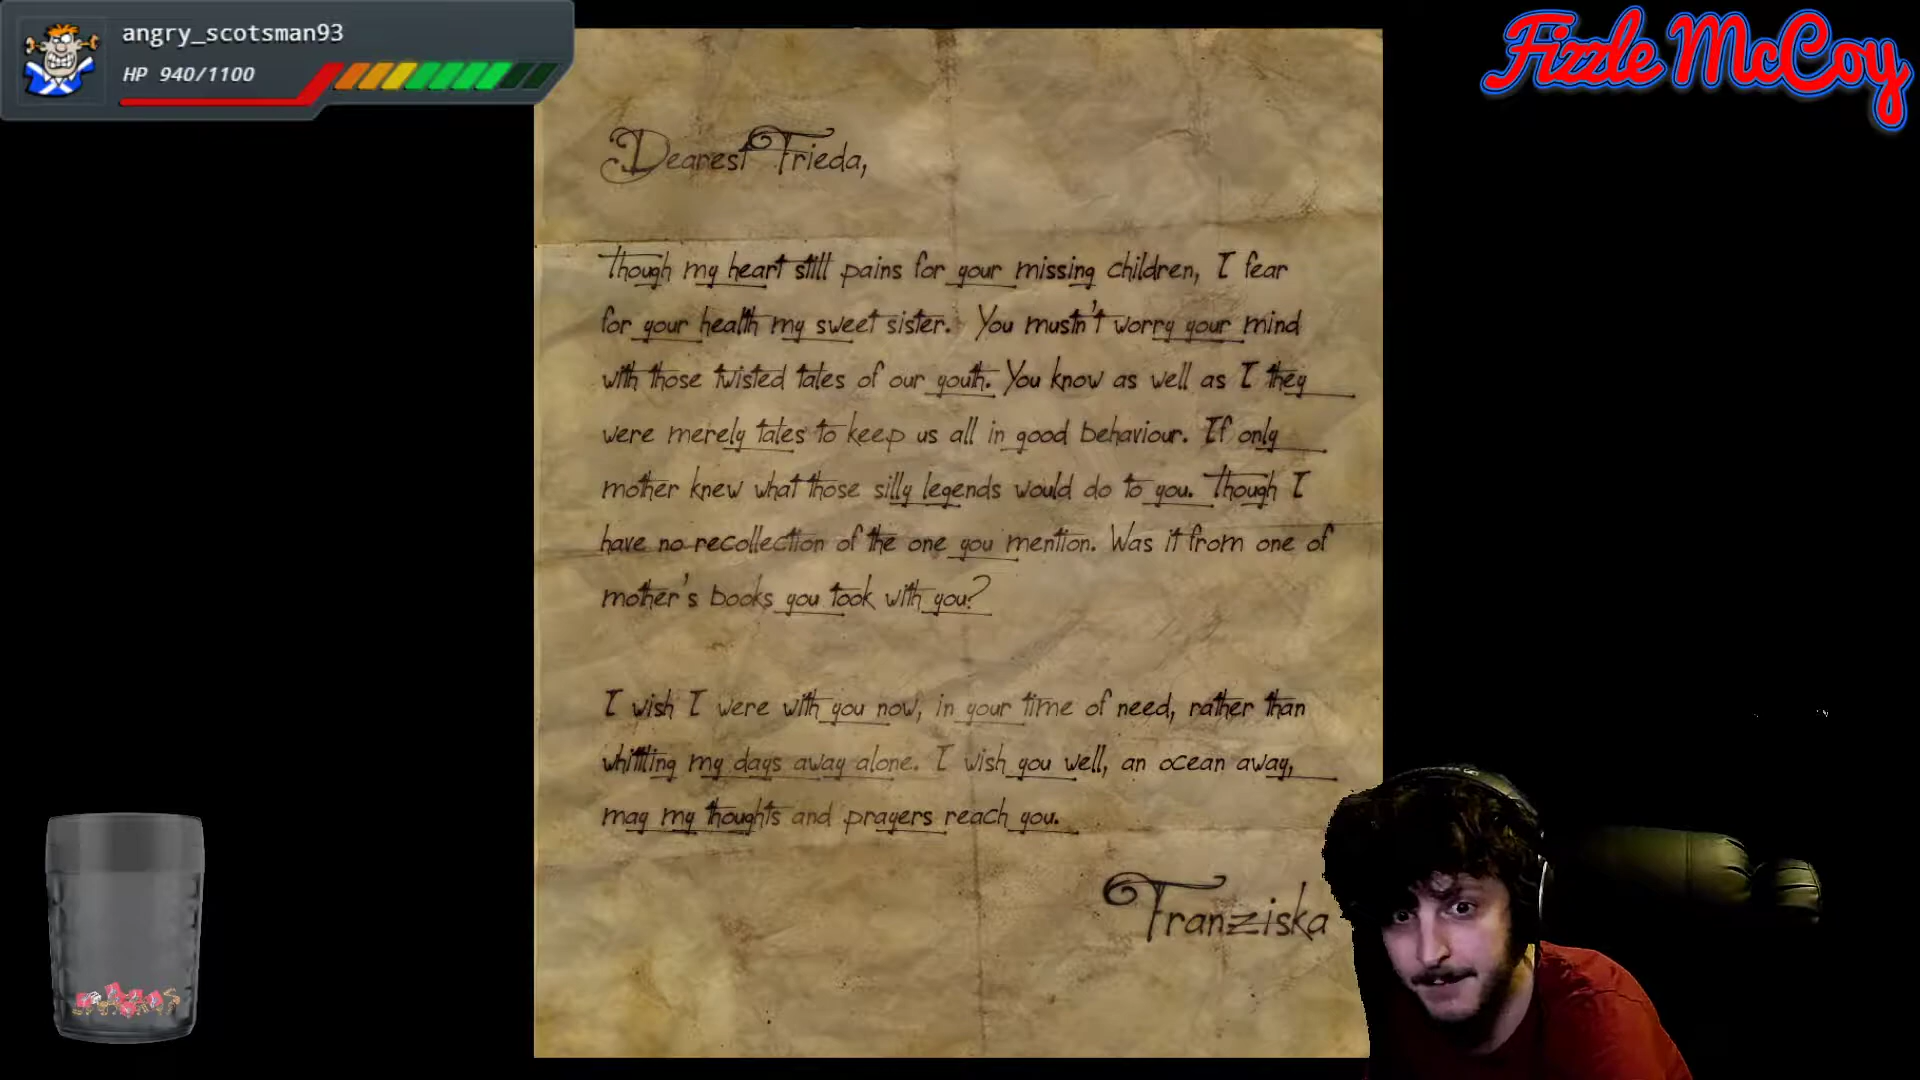 angry_scotsman93
HP 940/1100
Fizzle McCoy
Dearest Frieda,
Though my heart still pains for your missing children, I fear
for your health my sweet sister. You mustn't worry your mind
with those twisted tales of our youth. You know as well as I they
were merely tales to keep us all in good behaviour. If only
mother knew what those silly legends would do to you. Though I
have no recollection of the one you mention. Was it from one of
mother's books you took with you?
I wish I were with you now, in your time of need, rather than
whittling my days away alone. I wish you well, an ocean away,
may my thoughts and prayers reach you.
Franziska